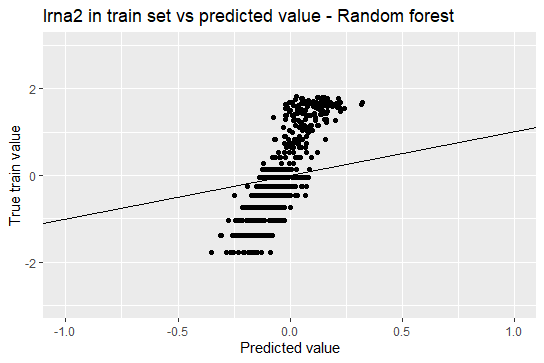 lrna2 in train set vs predicted value - Random forest
True train value
2
0
-2
-1.0
-0.5
0.0
0.5
1.0
Predicted value